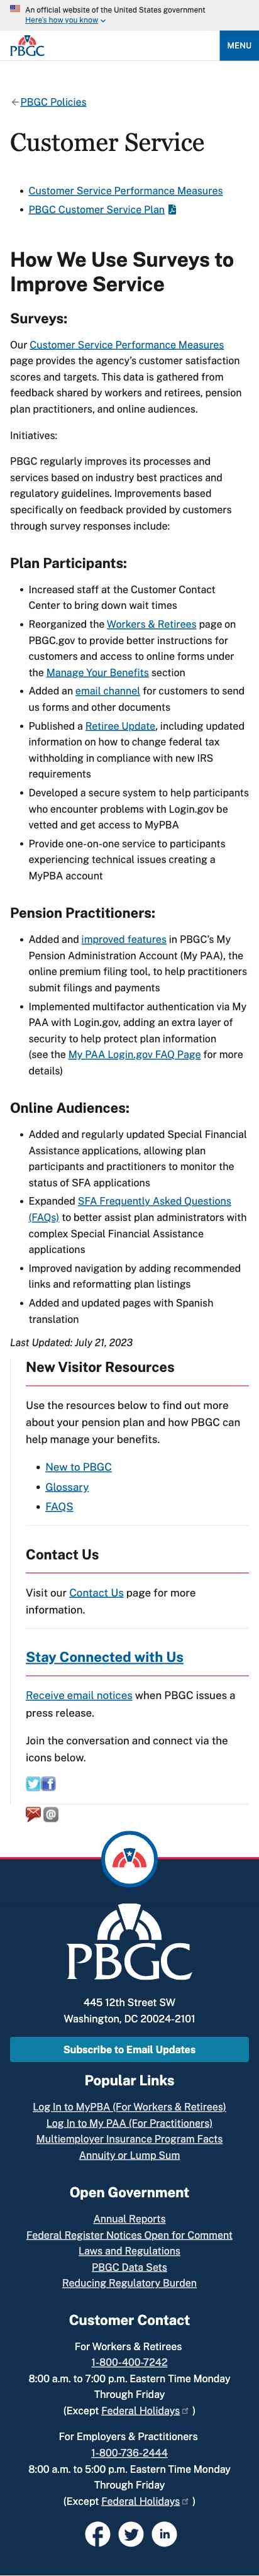 An official website of the United States government
Here's how you know
PBGC
MENU
PBGC Policies
Customer Service
• Customer Service Performance Measures
• PBGC Customer Service Plan
How We Use Surveys to
Improve Service
Surveys:
Our Customer Service Performance Measures
page provides the agency's customer satisfaction
scores and targets. This data is gathered from
feedback shared by workers and retirees, pension
plan practitioners, and online audiences.
Initiatives:
PBGC regularly improves its processes and
services based on industry best practices and
regulatory guidelines. Improvements based
specifically on feedback provided by customers
through survey responses include:
Plan Participants:
• Increased staff at the Customer Contact
Center to bring down wait times
• Reorganized the Workers & Retirees page on
PBGC.gov to provide better instructions for
customers and access to online forms under
the Manage Your Benefits section
• Added an email channel for customers to send
us forms and other documents
• Published a Retiree Update, including updated
information on how to change federal tax
withholding in compliance with new IRS
requirements
• Developed a secure system to help participants
who encounter problems with Login.gov be
vetted and get access to MyPBA
• Provide one-on-one service to participants
experiencing technical issues creating a
MyPBA account
Pension Practitioners:
• Added and improved features in PBGC's My
Pension Administration Account (My PAA), the
online premium filing tool, to help practitioners
submit filings and payments
• Implemented multifactor authentication via My
PAA with Login.gov, adding an extra layer of
security to help protect plan information
(see the My PAA Login.gov FAQ Page for more
details)
Online Audiences:
• Added and regularly updated Special Financial
Assistance applications, allowing plan
participants and practitioners to monitor the
status of SFA applications
• Expanded SFA Frequently Asked Questions
(FAQs) to better assist plan administrators with
complex Special Financial Assistance
applications
• Improved navigation by adding recommended
links and reformatting plan listings
• Added and updated pages with Spanish
translation
Last Updated: July 21, 2023
New Visitor Resources
Use the resources below to find out more
about your pension plan and how PBGC can
help manage your benefits.
• New to PBGC
• Glossary
• FAQS
Contact Us
Visit our Contact Us page for more
information.
Stay Connected with Us
Receive email notices when PBGC issues a
press release.
Join the conversation and connect via the
icons below.
PBGC
445 12th Street SW
Washington, DC 20024-2101
Subscribe to Email Updates
Popular Links
Log In to MyPBA (For Workers & Retirees)
Log In to My PAA (For Practitioners)
Multiemployer Insurance Program Facts
Annuity or Lump Sum
Open Government
Annual Reports
Federal Register Notices Open for Comment
Laws and Regulations
PBGC Data Sets
Reducing Regulatory Burden
Customer Contact
For Workers & Retirees
1-800-400-7242
8:00 a.m. to 7:00 p.m. Eastern Time Monday
Through Friday
(Except Federal Holidays )
For Employers & Practitioners
1-800-736-2444
8:00 a.m. to 5:00 p.m. Eastern Time Monday
Through Friday
(Except Federal Holidays )